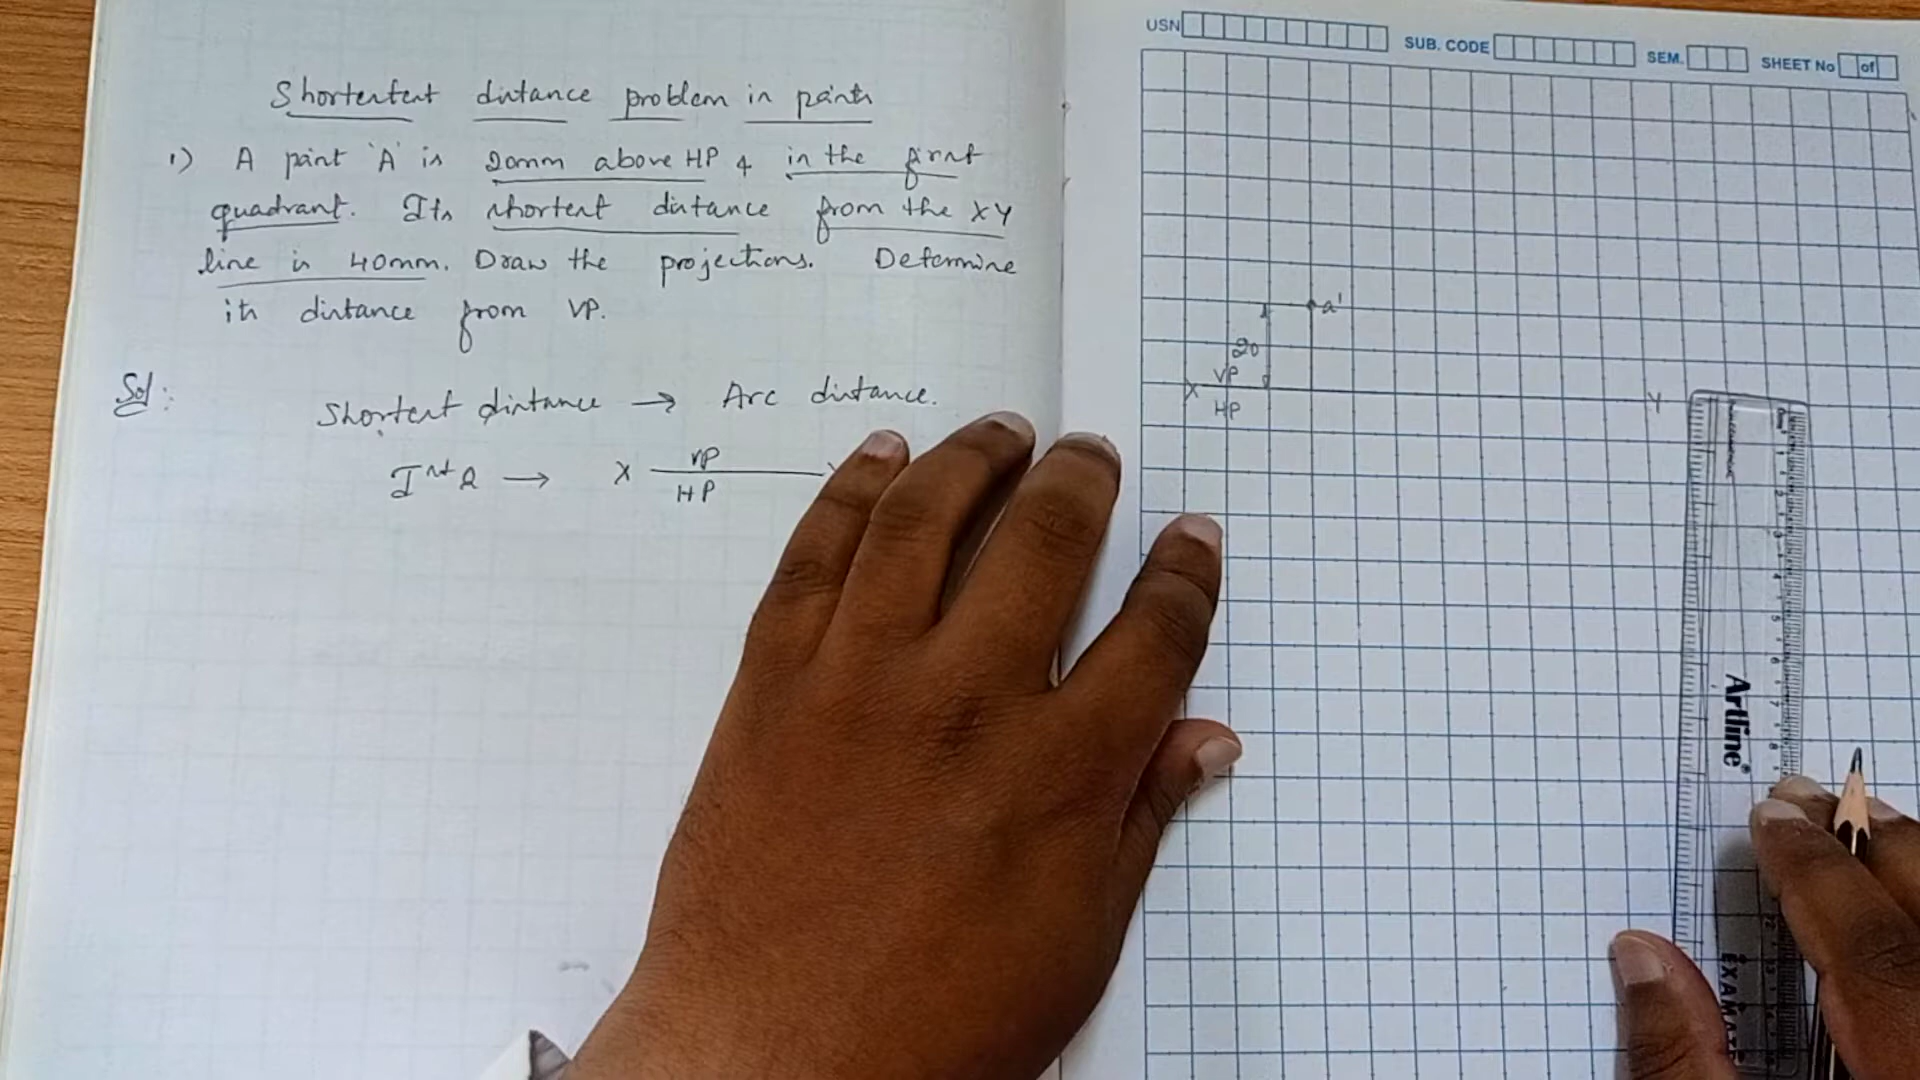 Shortestest distance problem in points
1) A point 'A' is 20mm above HP & in the first
quadrant. Its shortest distance from the XY
line is 40mm. Draw the projections. Determine
its distance from VP.
Sol:
Shortest distance → Arc distance.
Ist Q → X VP
HP
USN SUB. CODE SEM. SHEET No of
a'
20
VP
X Y
HP
Artline
EXAMATE